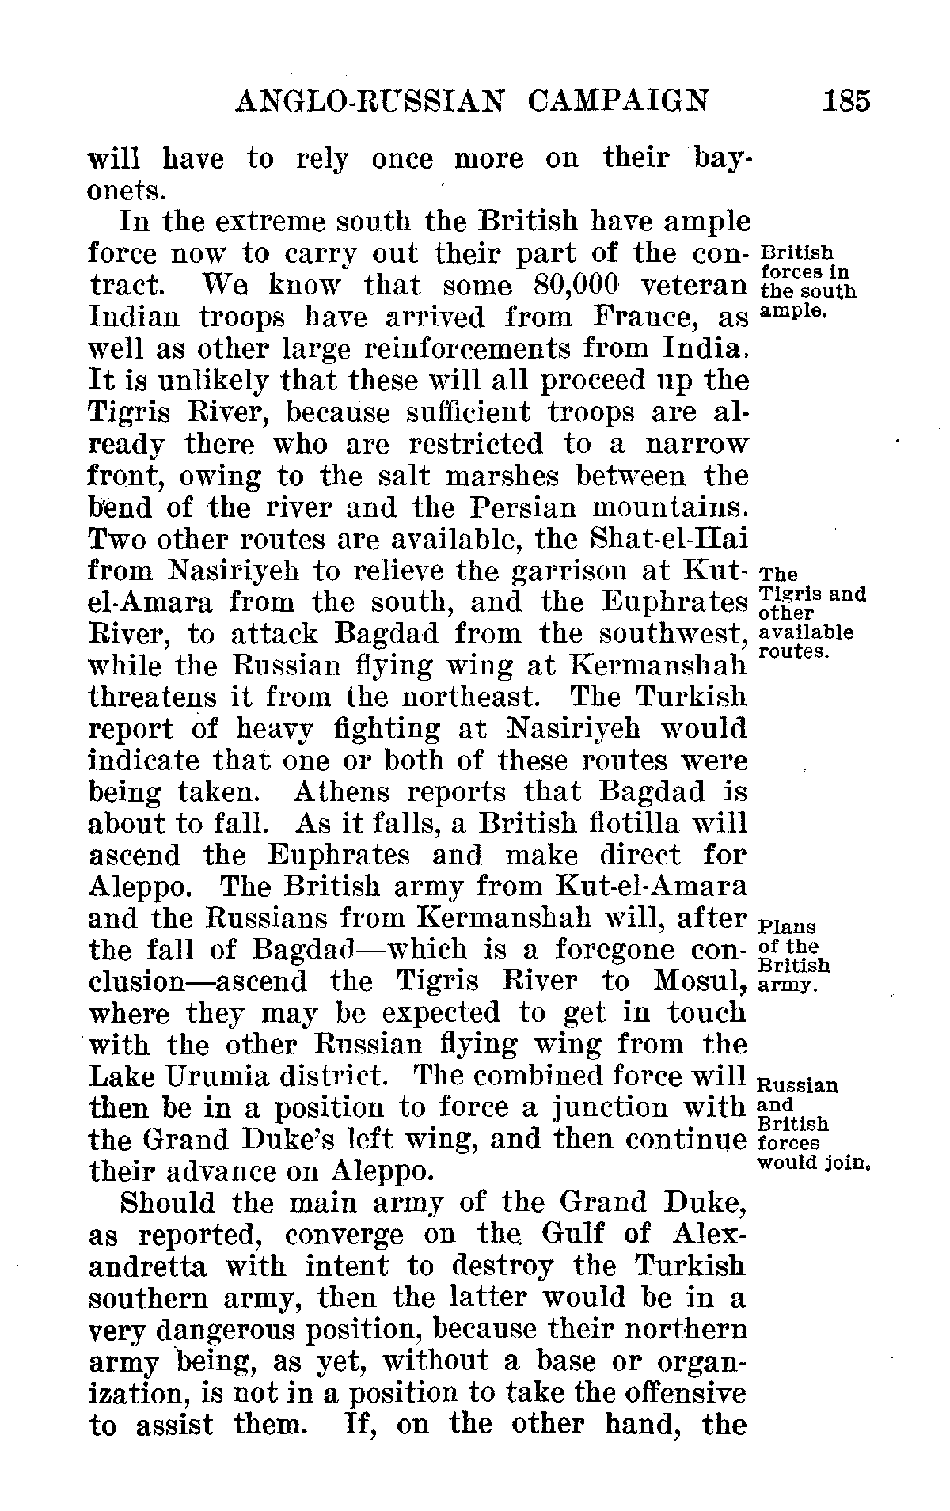 ANGLO-RUSSIAN CAMPAIGN 185
will have to rely once more on their bay-
onets.
In the extreme south the British have ample
force now to carry out their part of the con-
tract. We know that some 80,000 veteran
Indian troops have arrived from France, as
well as other large reinforcements from India.
It is unlikely that these will all proceed up the
Tigris River, because sufficient troops are al-
ready there who are restricted to a narrow
front, owing to the salt marshes between the
bend of the river and the Persian mountains.
Two other routes are available, the Shat-el-Hai
from Nasiriyeh to relieve the garrison at Kut-
el-Amara from the south, and the Euphrates
River, to attack Bagdad from the southwest,
while the Russian flying wing at Kermanshah
threatens it from the northeast. The Turkish
report of heavy fighting at Nasiriyeh would
indicate that one or both of these routes were
being taken. Athens reports that Bagdad is
about to fall. As it falls, a British flotilla will
ascend the Euphrates and make direct for
Aleppo. The British army from Kut-el-Amara
and the Russians from Kermanshah will, after
the fall of Bagdad—which is a foregone con-
clusion—ascend the Tigris River to Mosul,
where they may be expected to get in touch
with the other Russian flying wing from the
Lake Urumia district. The combined force will
then be in a position to force a junction with
the Grand Duke's left wing, and then continue
their advance on Aleppo.
Should the main army of the Grand Duke,
as reported, converge on the Gulf of Alex-
andretta with intent to destroy the Turkish
southern army, then the latter would be in a
very dangerous position, because their northern
army being, as yet, without a base or organ-
ization, is not in a position to take the offensive
to assist them. If, on the other hand, the
British
forces in
the south
ample.
The
Tigris and
other
available
routes.
Plans
of the
British
army.
Russian
and
British
forces
would join.